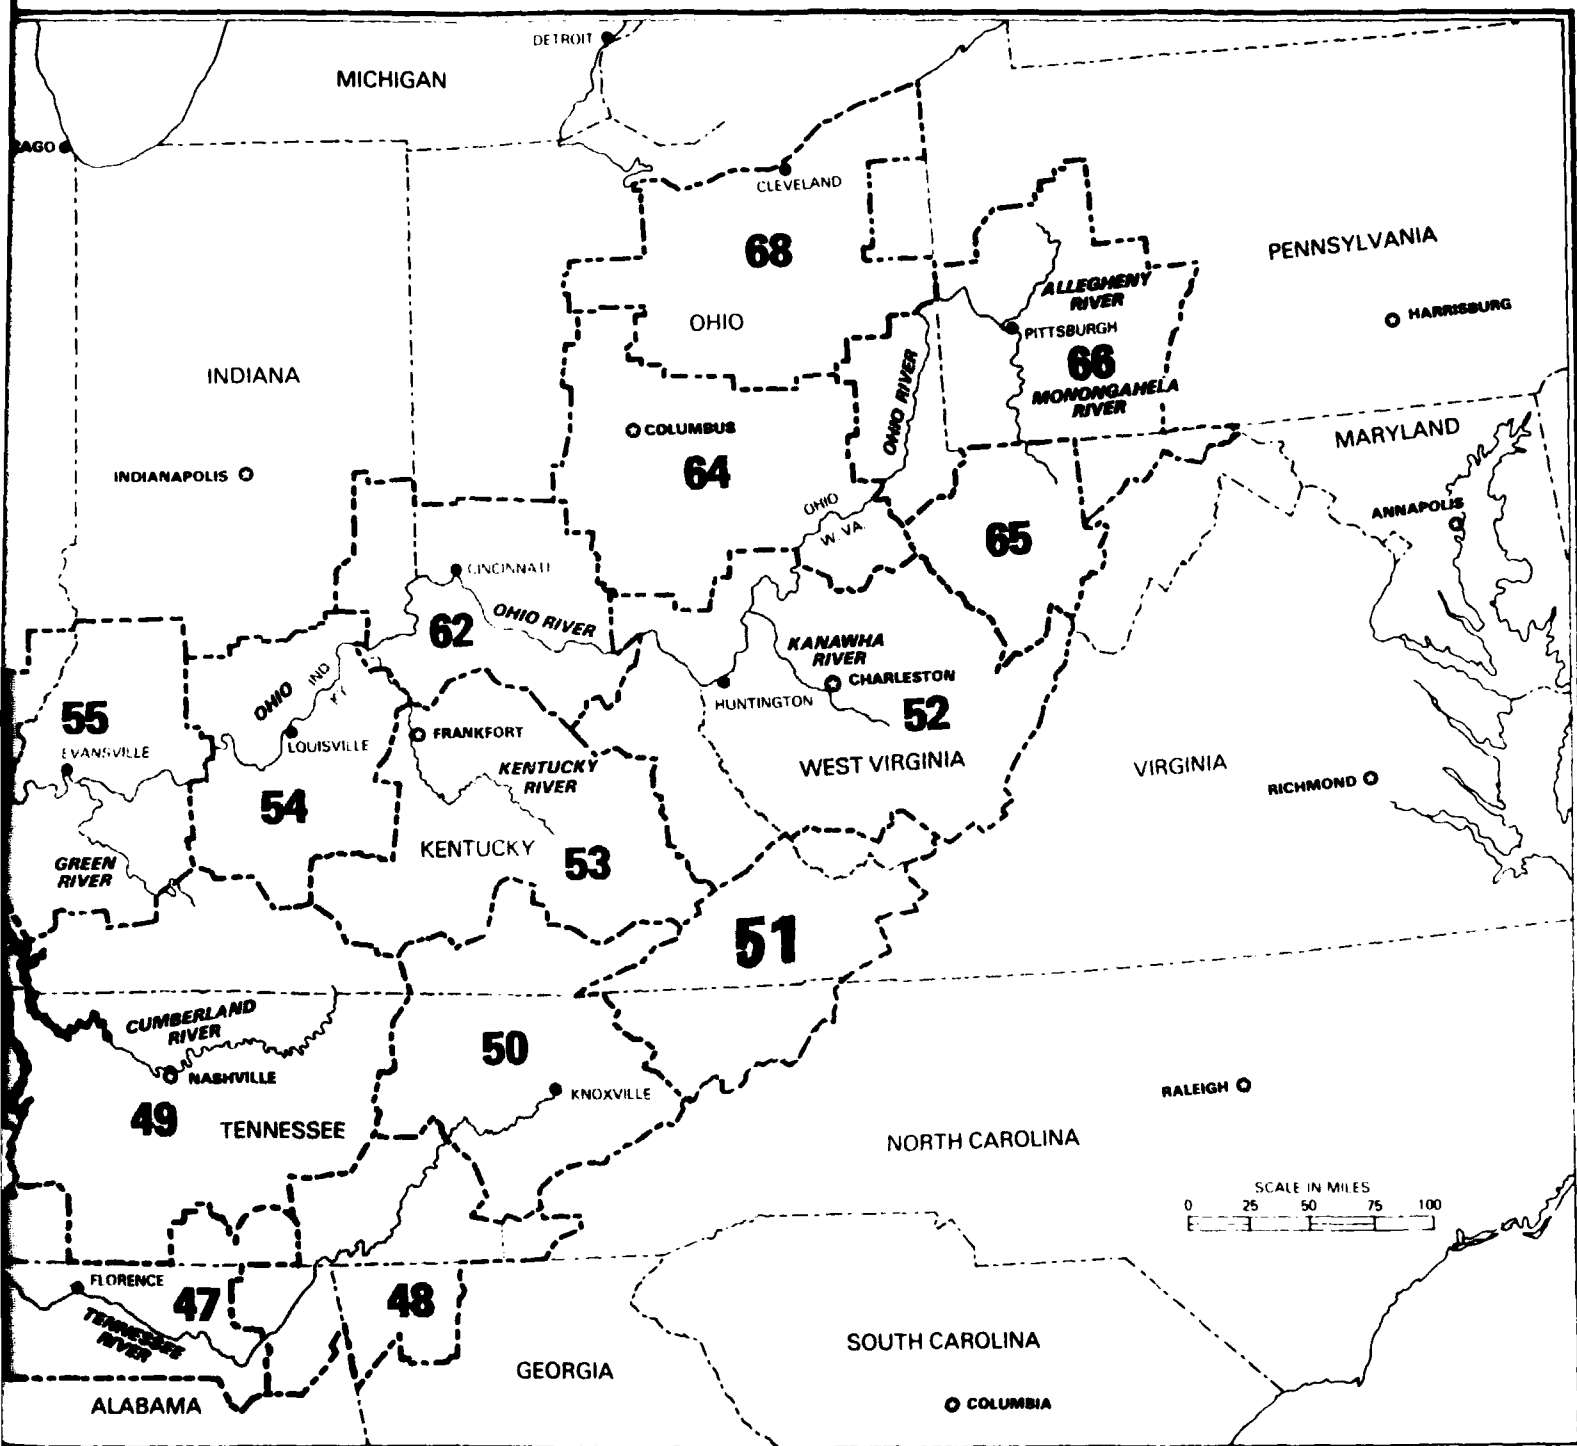 DETROIT
MICHIGAN
AGO
CLEVELAND
68
PENNSYLVANIA
ALLEGHENY
RIVER
HARRISBURG
OHIO
PITTSBURGH
66
INDIANA
OHIO RIVER
MONONGAHELA
RIVER
COLUMBUS
MARYLAND
INDIANAPOLIS
64
OHIO
W. VA.
ANNAPOLIS
65
CINCINNATI
62
OHIO RIVER
KANAWHA
RIVER
CHARLESTON
OHIO
IND
KY
HUNTINGTON
52
55
EVANSVILLE
LOUISVILLE
FRANKFORT
KENTUCKY
RIVER
WEST VIRGINIA
VIRGINIA
RICHMOND
54
GREEN
RIVER
KENTUCKY
53
51
CUMBERLAND
RIVER
50
NASHVILLE
KNOXVILLE
RALEIGH
49
TENNESSEE
NORTH CAROLINA
SCALE IN MILES
0 25 50 75 100
FLORENCE
47
48
TENNESSEE
RIVER
SOUTH CAROLINA
GEORGIA
ALABAMA
COLUMBIA